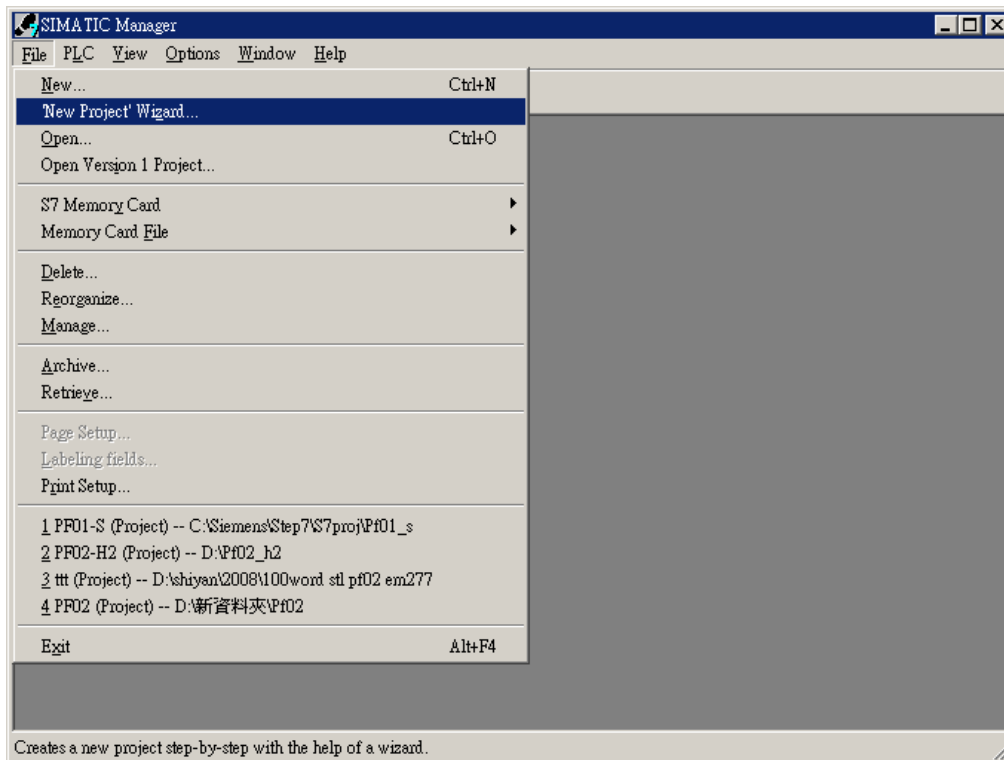 SIMATIC Manager
File PLC View Options Window Help
New... Ctrl+N
'New Project' Wizard...
Open... Ctrl+O
Open Version 1 Project...
S7 Memory Card
Memory Card File
Delete...
Reorganize...
Manage...
Archive...
Retrieve...
Page Setup...
Labeling fields...
Print Setup...
1 PF01-S (Project) -- C:\Siemens\Step7\S7proj\Pf01_s
2 PF02-H2 (Project) -- D:\Pf02_h2
3 ttt (Project) -- D:\shiyan\2008\100word stl pf02 em277
4 PF02 (Project) -- D:\新資料夾\Pf02
Exit Alt+F4
Creates a new project step-by-step with the help of a wizard.